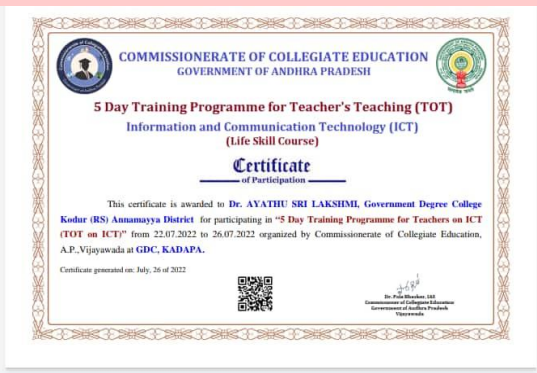 COMMISSIONERATE OF COLLEGIATE EDUCATION
GOVERNMENT OF ANDHRA PRADESH
5 Day Training Programme for Teacher's Teaching (TOT)
Information and Communication Technology (ICT)
(Life Skill Course)
Certificate
of Participation
This certificate is awarded to Dr. AYATHU SRI LAKSHMI, Government Degree College
Kodur (RS) Annamayya District for participating in "5 Day Training Programme for Teachers on ICT
(TOT on ICT)" from 22.07.2022 to 26.07.2022 organized by Commissionerate of Collegiate Education,
A.P.,Vijayawada at GDC, KADAPA.
Certificate generated on: July, 26 of 2022
Dr. Pola Bhaskar, IAS
Commissioner of Collegiate Education
Government of Andhra Pradesh
Vijayawada